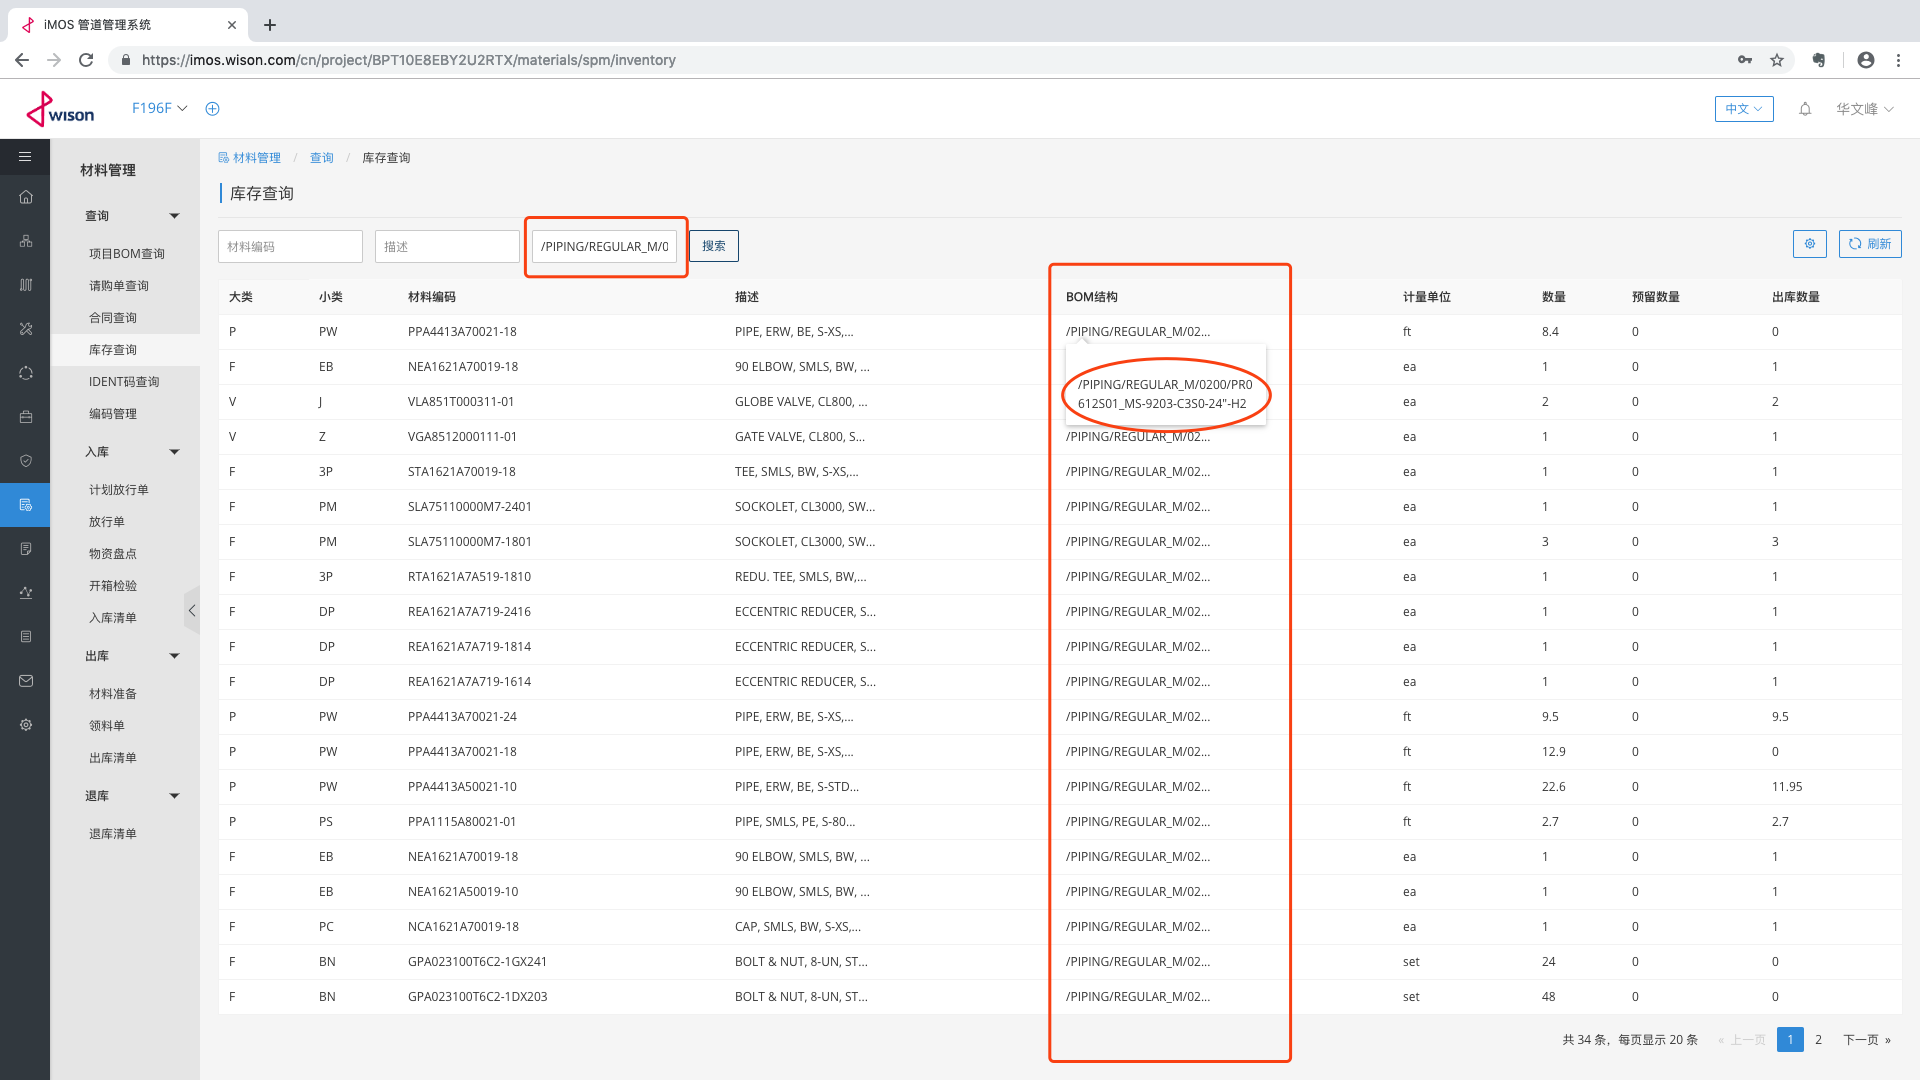 iMOS 管道管理系统
https://imos.wison.com/cn/project/BPT10E8EBY2U2RTX/materials/spm/inventory
wison
F196F
中文
华文峰
材料管理
查询
项目BOM查询
请购单查询
合同查询
库存查询
IDENT码查询
编码管理
入库
计划放行单
放行单
物资盘点
开箱检验
入库清单
出库
材料准备
领料单
出库清单
退库
退库清单
材料管理 / 查询 / 库存查询
库存查询
材料编码 描述 /PIPING/REGULAR_M/0 搜索 刷新
大类 小类 材料编码 描述 BOM结构 计量单位 数量 预留数量 出库数量
P PW PPA4413A70021-18 PIPE, ERW, BE, S-XS,... /PIPING/REGULAR_M/02... ft 8.4 0 0
F EB NEA1621A70019-18 90 ELBOW, SMLS, BW, ... ea 1 0 1
/PIPING/REGULAR_M/0200/PR0
612S01_MS-9203-C3S0-24"-H2
V J VLA851T000311-01 GLOBE VALVE, CL800, ... ea 2 0 2
V Z VGA8512000111-01 GATE VALVE, CL800, S... /PIPING/REGULAR_M/02... ea 1 0 1
F 3P STA1621A70019-18 TEE, SMLS, BW, S-XS,... /PIPING/REGULAR_M/02... ea 1 0 1
F PM SLA75110000M7-2401 SOCKOLET, CL3000, SW... /PIPING/REGULAR_M/02... ea 1 0 1
F PM SLA75110000M7-1801 SOCKOLET, CL3000, SW... /PIPING/REGULAR_M/02... ea 3 0 3
F 3P RTA1621A7A519-1810 REDU. TEE, SMLS, BW,... /PIPING/REGULAR_M/02... ea 1 0 1
F DP REA1621A7A719-2416 ECCENTRIC REDUCER, S... /PIPING/REGULAR_M/02... ea 1 0 1
F DP REA1621A7A719-1814 ECCENTRIC REDUCER, S... /PIPING/REGULAR_M/02... ea 1 0 1
F DP REA1621A7A719-1614 ECCENTRIC REDUCER, S... /PIPING/REGULAR_M/02... ea 1 0 1
P PW PPA4413A70021-24 PIPE, ERW, BE, S-XS,... /PIPING/REGULAR_M/02... ft 9.5 0 9.5
P PW PPA4413A70021-18 PIPE, ERW, BE, S-XS,... /PIPING/REGULAR_M/02... ft 12.9 0 0
P PW PPA4413A50021-10 PIPE, ERW, BE, S-STD... /PIPING/REGULAR_M/02... ft 22.6 0 11.95
P PS PPA1115A80021-01 PIPE, SMLS, PE, S-80... /PIPING/REGULAR_M/02... ft 2.7 0 2.7
F EB NEA1621A70019-18 90 ELBOW, SMLS, BW, ... /PIPING/REGULAR_M/02... ea 1 0 1
F EB NEA1621A50019-10 90 ELBOW, SMLS, BW, ... /PIPING/REGULAR_M/02... ea 1 0 1
F PC NCA1621A70019-18 CAP, SMLS, BW, S-XS,... /PIPING/REGULAR_M/02... ea 1 0 1
F BN GPA023100T6C2-1GX241 BOLT & NUT, 8-UN, ST... /PIPING/REGULAR_M/02... set 24 0 0
F BN GPA023100T6C2-1DX203 BOLT & NUT, 8-UN, ST... /PIPING/REGULAR_M/02... set 48 0 0
共 34 条，每页显示 20 条 « 上一页 1 2 下一页 »